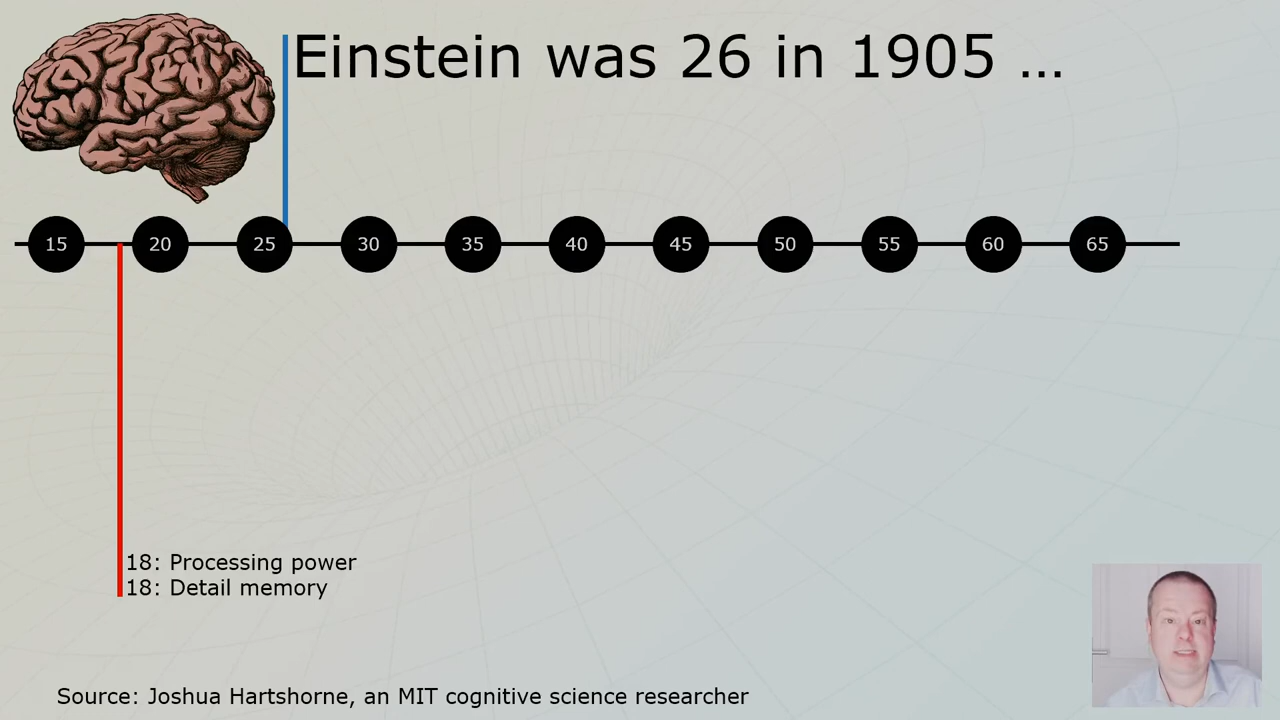 Einstein was 26 in 1905 …
15 20 25 30 35 40 45 50 55 60 65
18: Processing power
18: Detail memory
Source: Joshua Hartshorne, an MIT cognitive science researcher